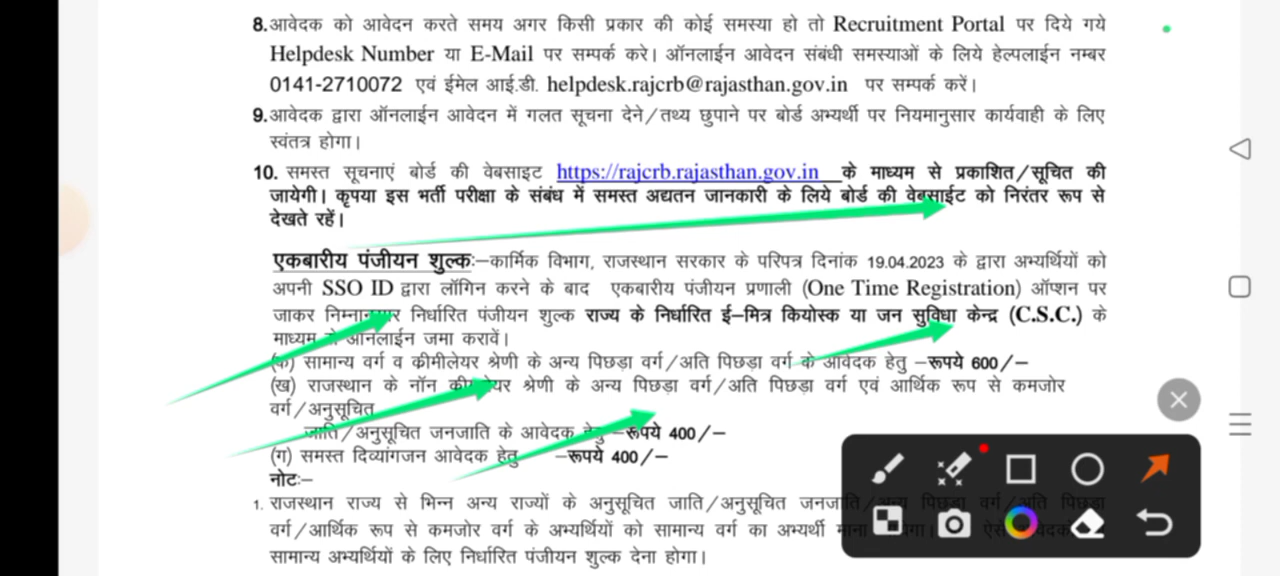 8.आवेदक को आवेदन करते समय अगर किसी प्रकार की कोई समस्या हो तो Recruitment Portal पर दिये गये
Helpdesk Number या E-Mail पर सम्पर्क करे। ऑनलाईन आवेदन संबंधी समस्याओं के लिये हेल्पलाईन नम्बर
0141-2710072 एवं ईमेल आई.डी. helpdesk.rajcrb@rajasthan.gov.in पर सम्पर्क करें।
9.आवेदक द्वारा ऑनलाईन आवेदन में गलत सूचना देने/तथ्य छुपाने पर बोर्ड अभ्यर्थी पर नियमानुसार कार्यवाही के लिए
स्वंतत्र होगा।
10. समस्त सूचनाएं बोर्ड की वेबसाइट https://rajcrb.rajasthan.gov.in के माध्यम से प्रकाशित/सूचित की
जायेगी। कृपया इस भर्ती परीक्षा के संबंध में समस्त अद्यतन जानकारी के लिये बोर्ड की वेबसाईट को निरंतर रूप से
देखते रहें।
एकबारीय पंजीयन शुल्क:–कार्मिक विभाग, राजस्थान सरकार के परिपत्र दिनांक 19.04.2023 के द्वारा अभ्यर्थियों को
अपनी SSO ID द्वारा लॉगिन करने के बाद एकबारीय पंजीयन प्रणाली (One Time Registration) ऑप्शन पर
जाकर निम्नानुसार निर्धारित पंजीयन शुल्क राज्य के निर्धारित ई–मित्र कियोस्क या जन सुविधा केन्द्र (C.S.C.) के
माध्यम से ऑनलाईन जमा करावें।
(क) सामान्य वर्ग व क्रीमीलेयर श्रेणी के अन्य पिछड़ा वर्ग/अति पिछड़ा वर्ग के आवेदक हेतु –रूपये 600/–
(ख) राजस्थान के नॉन क्रीमीलेयर श्रेणी के अन्य पिछड़ा वर्ग/अति पिछड़ा वर्ग एवं आर्थिक रूप से कमजोर
वर्ग/अनुसूचित
जाति/अनुसूचित जनजाति के आवेदक हेतु –रूपये 400/–
(ग) समस्त दिव्यांगजन आवेदक हेतु –रूपये 400/–
नोटः–
1. राजस्थान राज्य से भिन्न अन्य राज्यों के अनुसूचित जाति/अनुसूचित जनजाति/अन्य पिछड़ा वर्ग/अति पिछड़ा
वर्ग/आर्थिक रूप से कमजोर वर्ग के अभ्यर्थियों को सामान्य वर्ग का अभ्यर्थी माना
सामान्य अभ्यर्थियों के लिए निर्धारित पंजीयन शुल्क देना होगा।